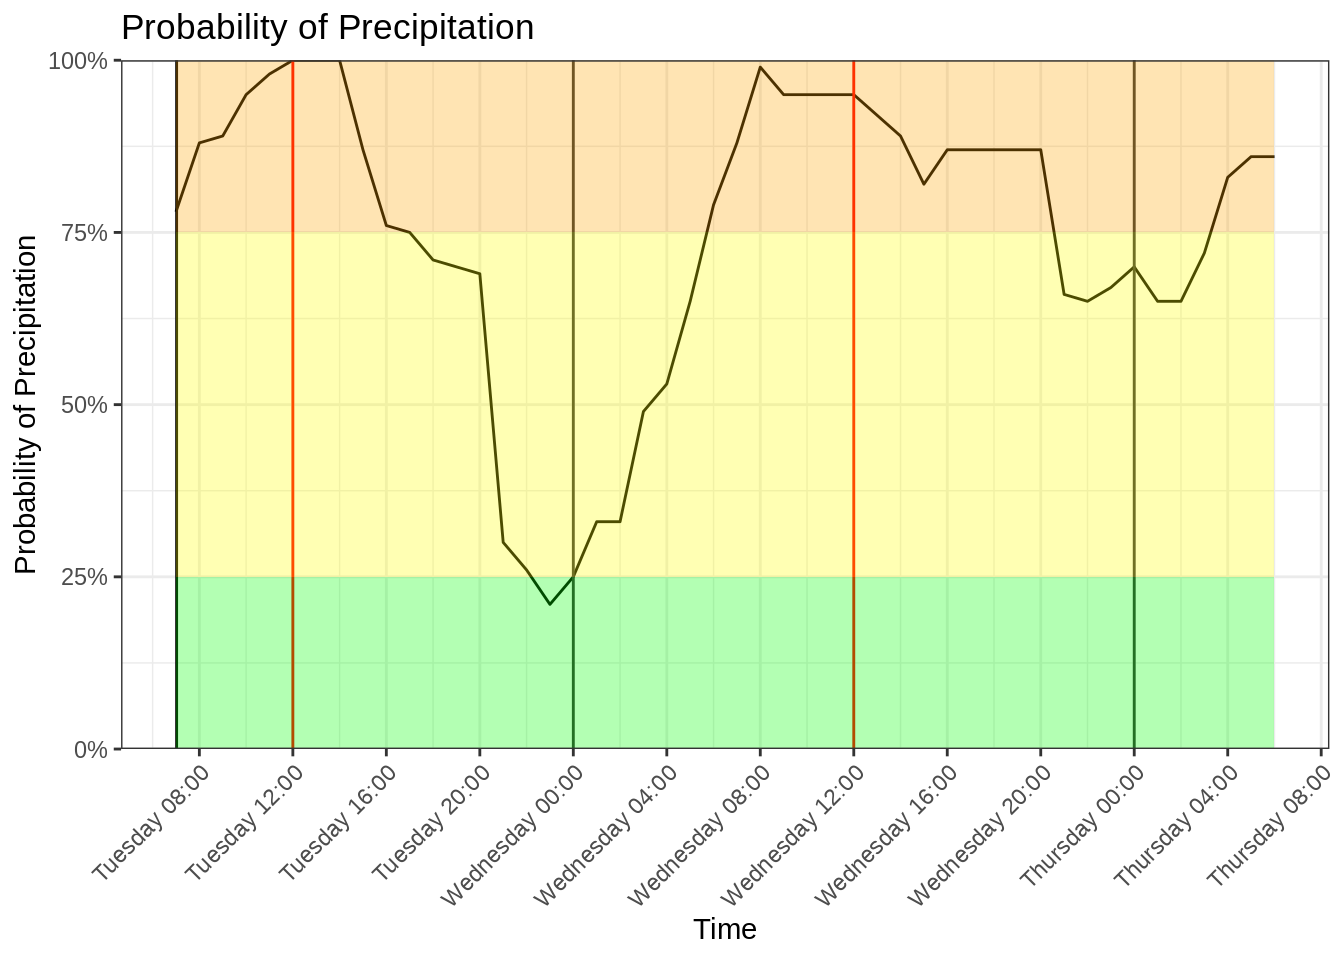 Probability of Precipitation
Probability of Precipitation
100%
75%
50%
25%
0%
Tuesday 08:00
Tuesday 12:00
Tuesday 16:00
Tuesday 20:00
Wednesday 00:00
Wednesday 04:00
Wednesday 08:00
Wednesday 12:00
Wednesday 16:00
Wednesday 20:00
Thursday 00:00
Thursday 04:00
Thursday 08:00
Time